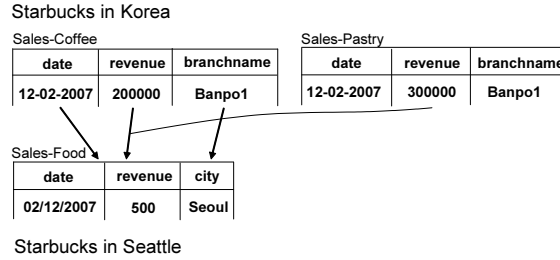 Starbucks in Korea
Sales-Coffee
date revenue branchname
12-02-2007 200000 Banpo1
Sales-Pastry
date revenue branchname
12-02-2007 300000 Banpo1
Sales-Food
date revenue city
02/12/2007 500 Seoul
Starbucks in Seattle